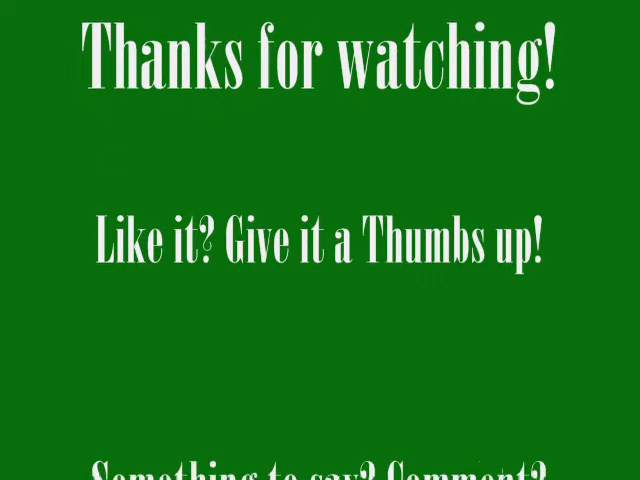 Thanks for watching!
Like it? Give it a Thumbs up!
Something to say? Comment?